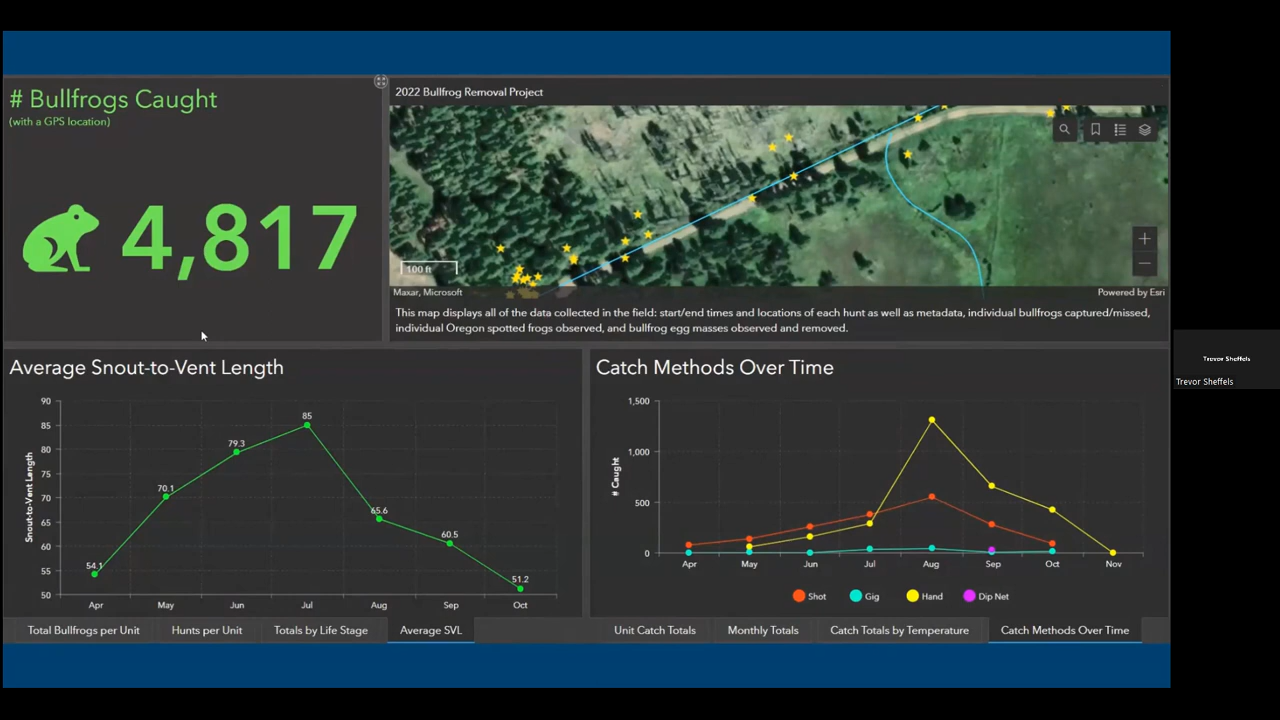 # Bullfrogs Caught
(with a GPS location)
4,817
2022 Bullfrog Removal Project
100 ft
Maxar, Microsoft
Powered by Esri
This map displays all of the data collected in the field: start/end times and locations of each hunt as well as metadata, individual bullfrogs captured/missed,
individual Oregon spotted frogs observed, and bullfrog egg masses observed and removed.
Average Snout-to-Vent Length
Snout-to-Vent Length
90
85
80
75
70
65
60
55
50
54.1
70.1
79.3
85
65.6
60.5
51.2
Apr
May
Jun
Jul
Aug
Sep
Oct
Total Bullfrogs per Unit
Hunts per Unit
Totals by Life Stage
Average SVL
Catch Methods Over Time
# Caught
1,500
1,000
500
0
Apr
May
Jun
Jul
Aug
Sep
Oct
Nov
Shot
Gig
Hand
Dip Net
Unit Catch Totals
Monthly Totals
Catch Totals by Temperature
Catch Methods Over Time
Trevor Sheffels
Trevor Sheffels